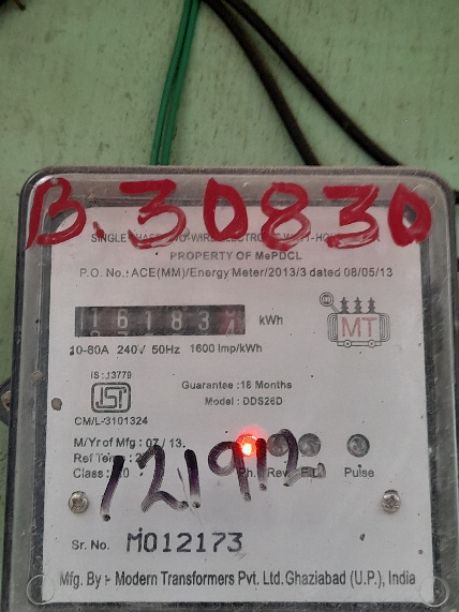 B.30830
SINGLE PHASE TWO-WIRE ELECTRONIC WATT-HOUR METER
PROPERTY OF MePDCL
P.O. No.: ACE(MM)/Energy Meter/2013/3 dated 08/05/13
16183 kWh
10-80A 240V 50Hz 1600 Imp/kWh
MT
IS:13779
ISI
CM/L-3101324
Guarantee :18 Months
Model : DDS26D
M/Yr of Mfg : 07/13.
Ref Temp :
Class :
121912
Ph. Rev. Pulse
Sr. No. M012173
Mfg. By :- Modern Transformers Pvt. Ltd. Ghaziabad (U.P.), India